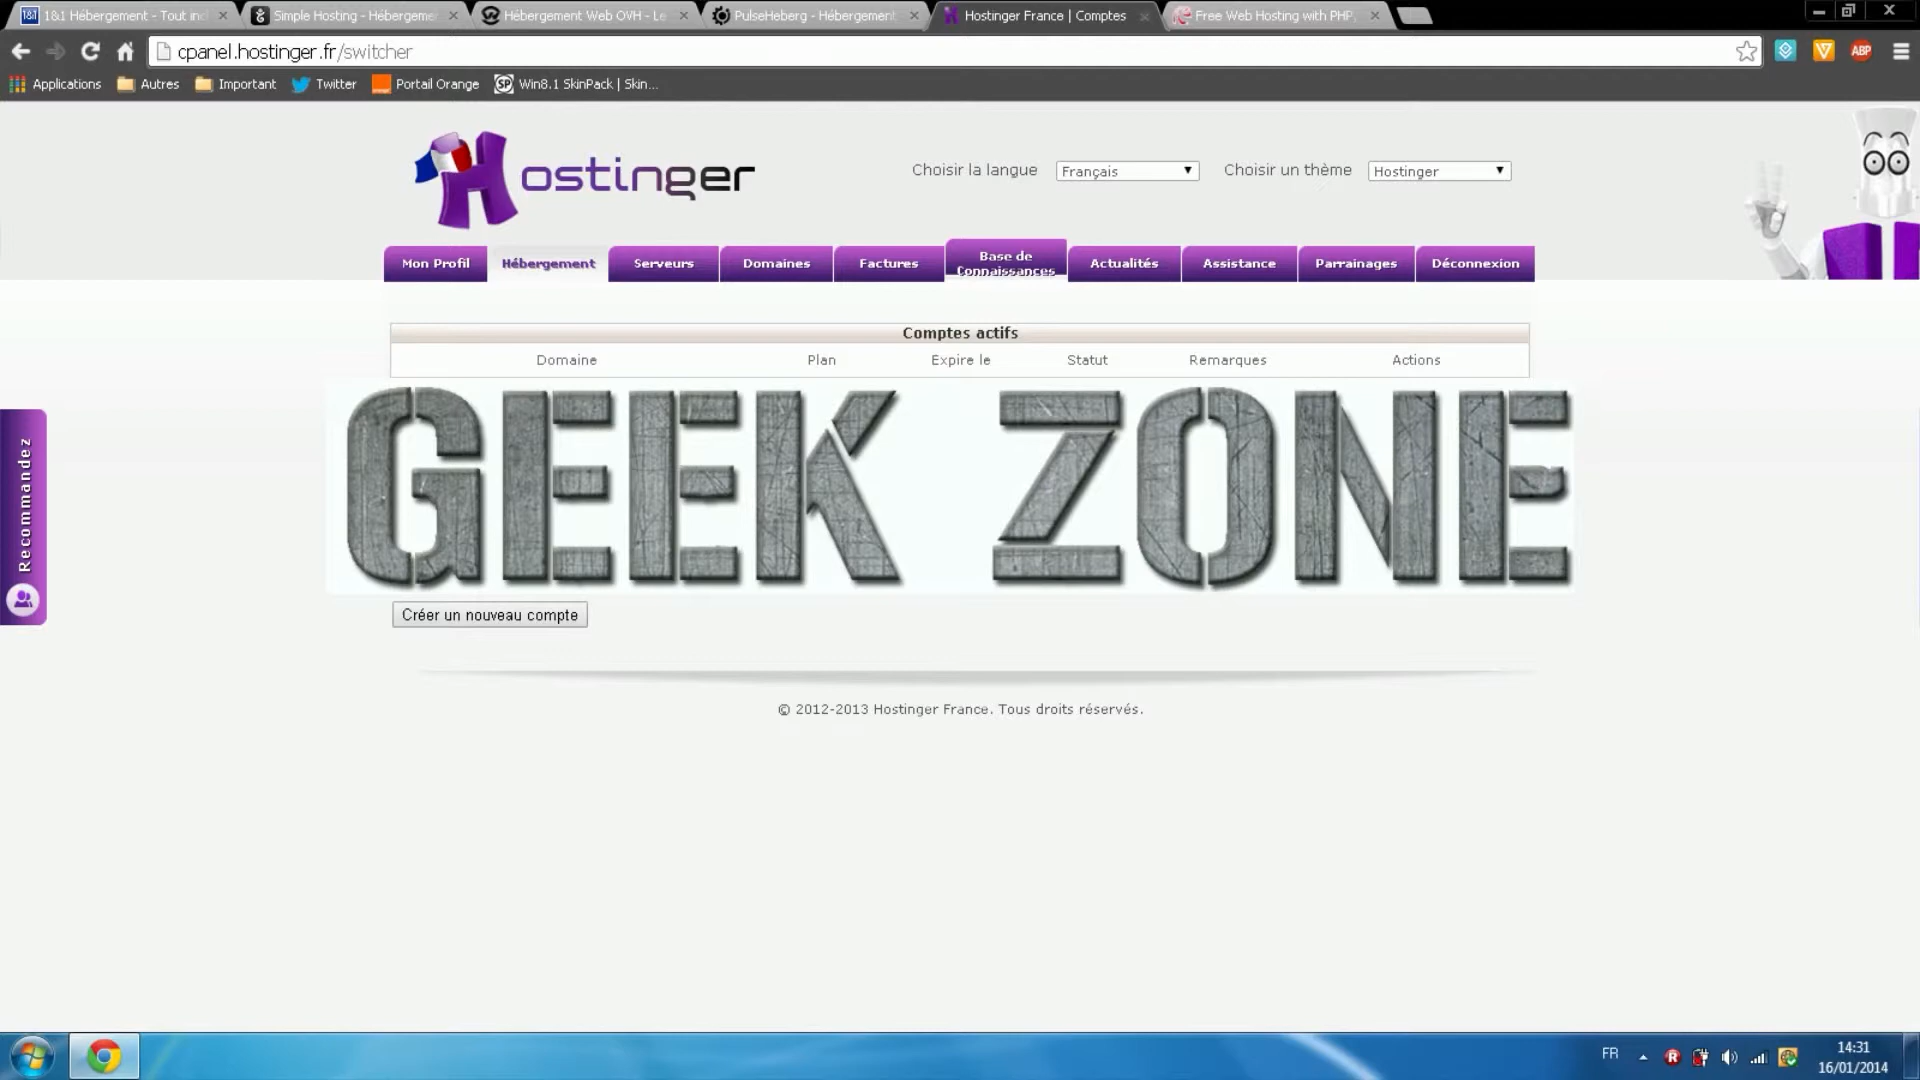 1&1 Hébergement - Tout incl
Simple Hosting - Hébergeme
Hébergement Web OVH - Le
PulseHeberg - Hébergement
Hostinger France | Comptes
Free Web Hosting with PHP,
cpanel.hostinger.fr/switcher
ABP
Applications
Autres
Important
Twitter
Portail Orange
SP
Win8.1 SkinPack | Skin...
Hostinger
Choisir la langue
Français
Choisir un thème
Hostinger
Mon Profil
Hébergement
Serveurs
Domaines
Factures
Base de
Connaissances
Actualités
Assistance
Parrainages
Déconnexion
Comptes actifs
Domaine Plan Expire le Statut Remarques Actions
GEEK ZONE
Recommandez
Créer un nouveau compte
© 2012-2013 Hostinger France. Tous droits réservés.
FR
14:31
16/01/2014